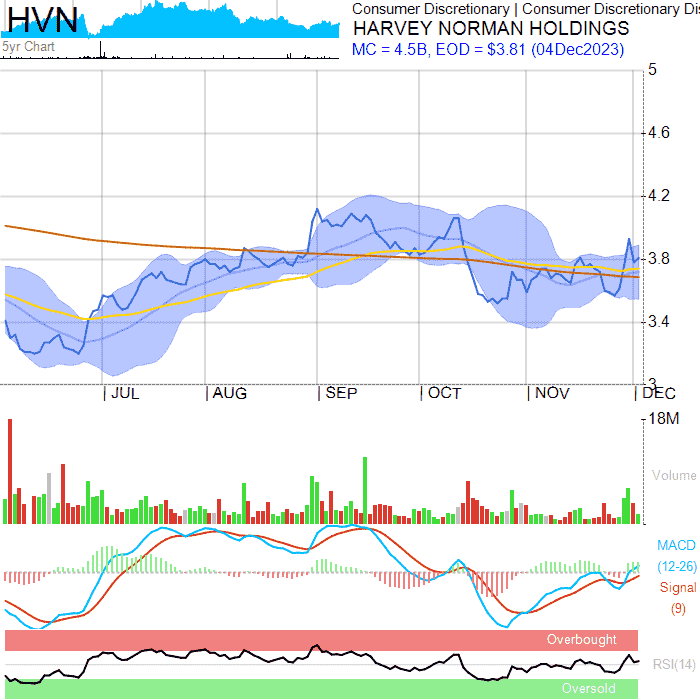 HVN
5yr Chart
Consumer Discretionary | Consumer Discretionary Dis
HARVEY NORMAN HOLDINGS
MC = 4.5B, EOD = $3.81 (04Dec2023)
5
4.6
4.2
3.8
3.4
3
| JUL | AUG | SEP | OCT | NOV | DEC
18M
Volume
MACD
(12-26)
Signal
(9)
Overbought
RSI(14)
Oversold